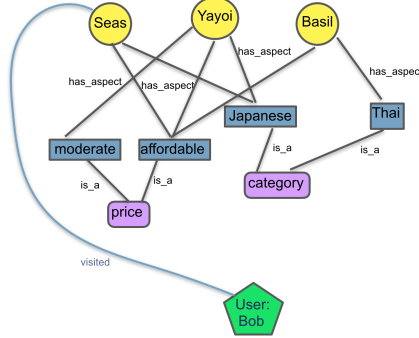 Seas
Yayoi
Basil
has_aspect
has_aspect
has_aspec
Japanese
Thai
moderate
affordable
is_a
is_a
is_a
is_a
category
price
visited
User:
Bob